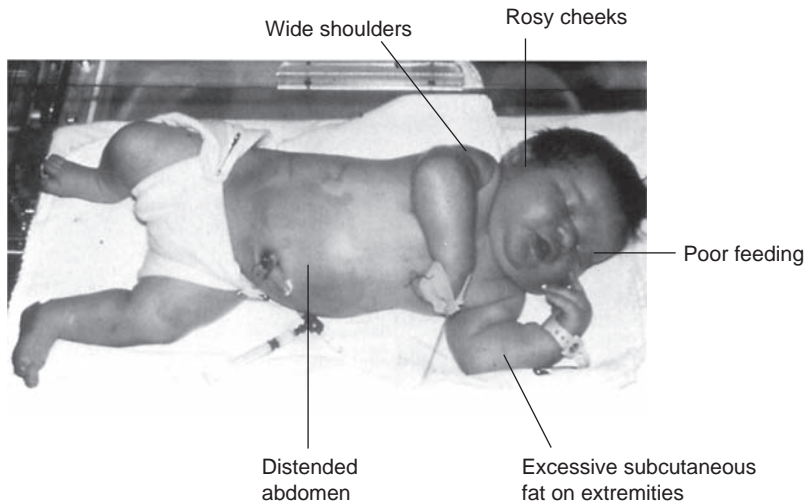 Wide shoulders
Rosy cheeks
Poor feeding
Distended
abdomen
Excessive subcutaneous
fat on extremities